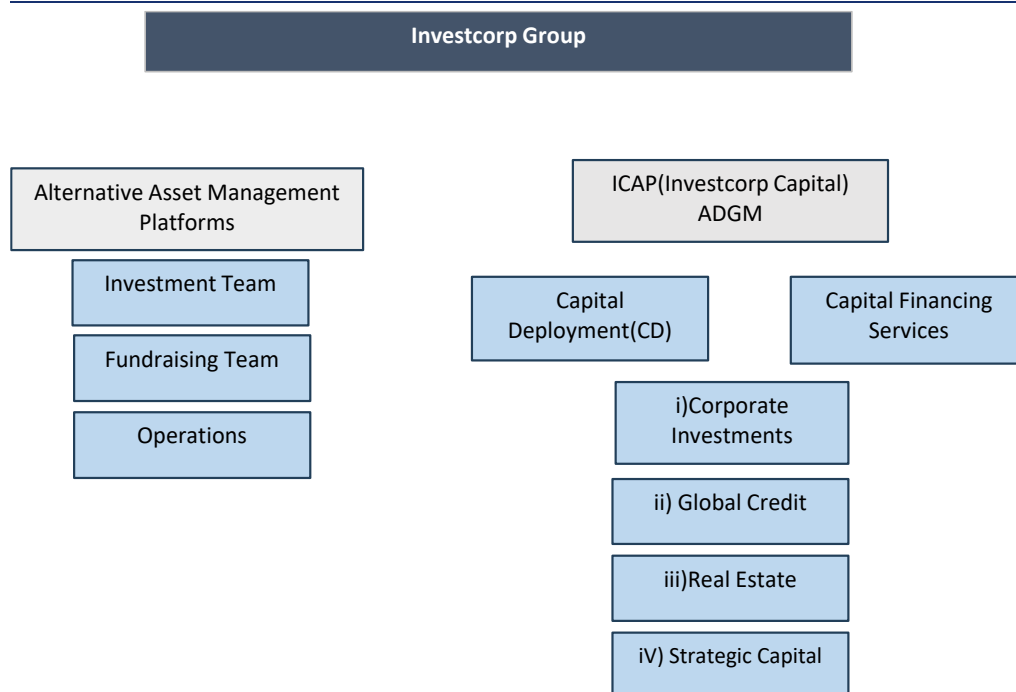 Investcorp Group
Alternative Asset Management
Platforms
Investment Team
Fundraising Team
Operations
ICAP(Investcorp Capital)
ADGM
Capital
Deployment(CD)
Capital Financing
Services
i)Corporate
Investments
ii) Global Credit
iii)Real Estate
iV) Strategic Capital